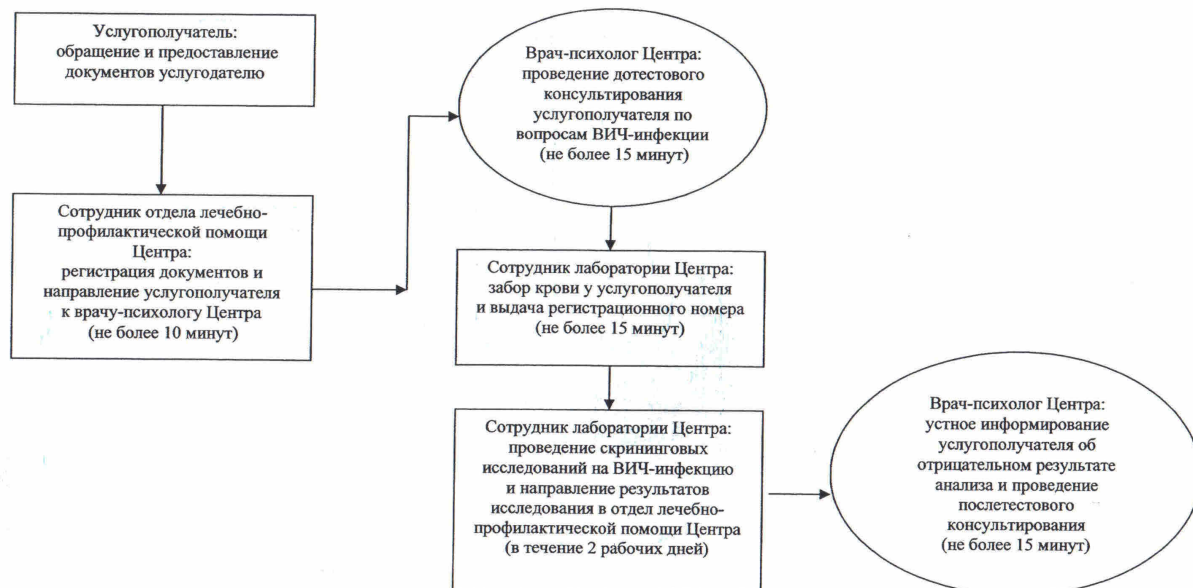 Услугополучатель:
обращение и предоставление
документов услугодателю
Сотрудник отдела лечебно-
профилактической помощи
Центра:
регистрация документов и
направление услугополучателя
к врачу-психологу Центра
(не более 10 минут)
Врач-психолог Центра:
проведение дотестового
консультирования
услугополучателя по
вопросам ВИЧ-инфекции
(не более 15 минут)
Сотрудник лаборатории Центра:
забор крови у услугополучателя
и выдача регистрационного номера
(не более 15 минут)
Сотрудник лаборатории Центра:
проведение скрининговых
исследований на ВИЧ-инфекцию
и направление результатов
исследования в отдел лечебно-
профилактической помощи Центра
(в течение 2 рабочих дней)
Врач-психолог Центра:
устное информирование
услугополучателя об
отрицательном результате
анализа и проведение
послетестового
консультирования
(не более 15 минут)